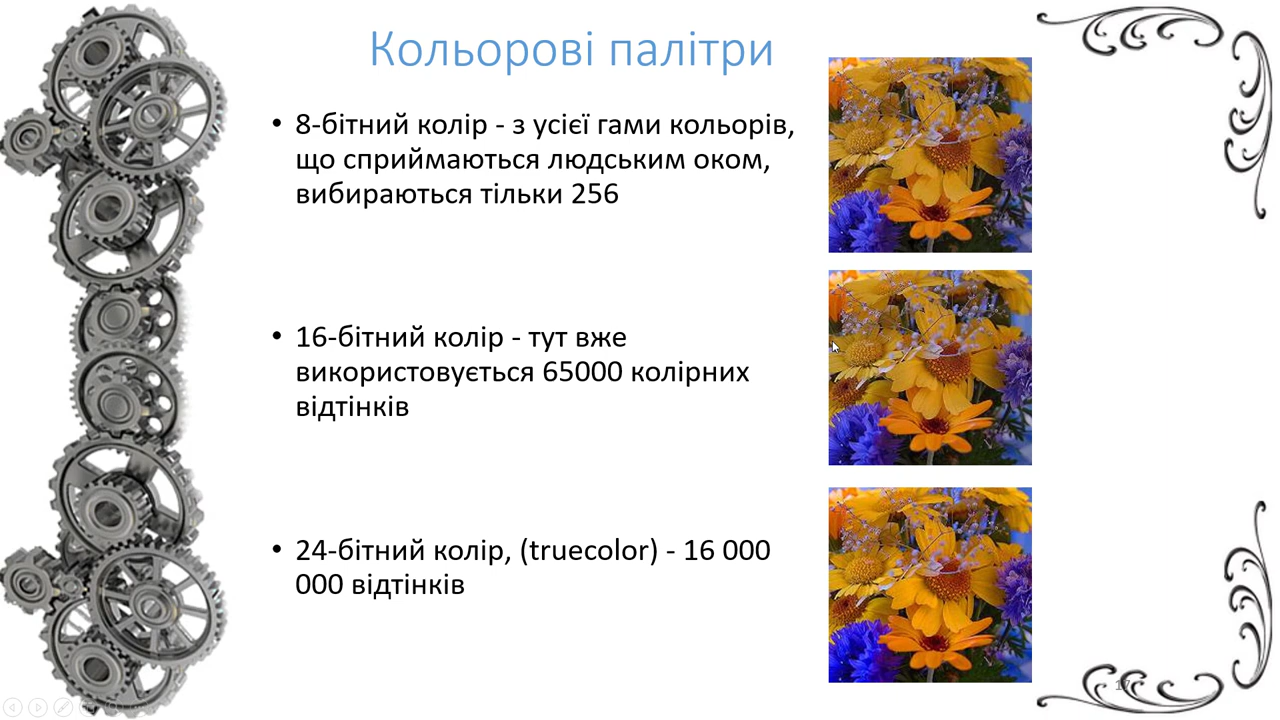 Кольорові палітри
• 8-бітний колір - з усієї гами кольорів,
що сприймаються людським оком,
вибираються тільки 256
• 16-бітний колір - тут вже
використовується 65000 колірних
відтінків
• 24-бітний колір, (truecolor) - 16 000
000 відтінків